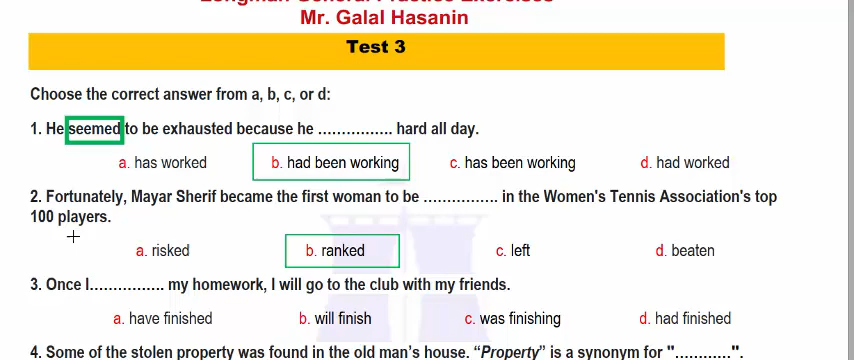 Longman General Practice Exercises
Mr. Galal Hasanin
Test 3
Choose the correct answer from a, b, c, or d:
1. He seemed to be exhausted because he ................ hard all day.
a. has worked b. had been working c. has been working d. had worked
2. Fortunately, Mayar Sherif became the first woman to be ................ in the Women's Tennis Association's top
100 players.
a. risked b. ranked c. left d. beaten
3. Once I................ my homework, I will go to the club with my friends.
a. have finished b. will finish c. was finishing d. had finished
4. Some of the stolen property was found in the old man's house. "Property" is a synonym for "............".